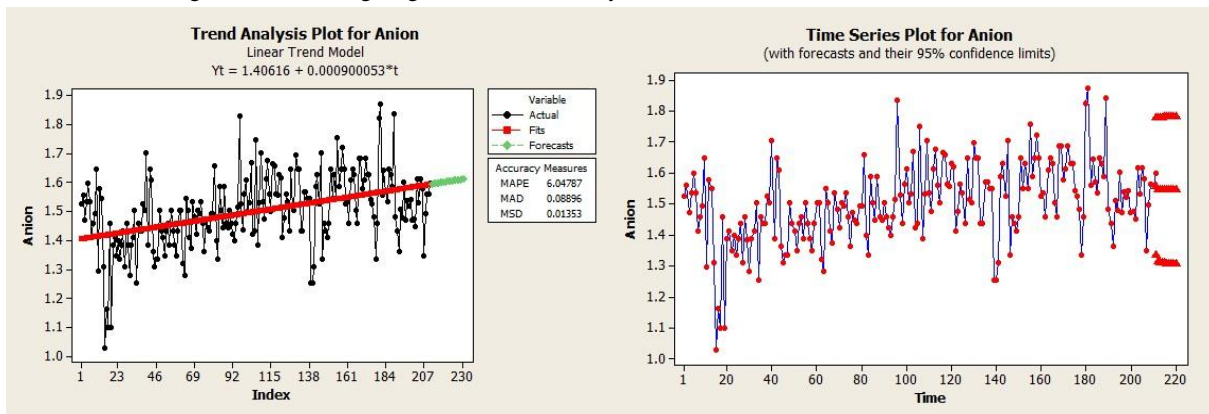 Trend Analysis Plot for Anion
Linear Trend Model
Yt = 1.40616 + 0.000900053*t
1.9
1.8
1.7
1.6
1.5
1.4
1.3
1.2
1.1
1.0
Anion
1 23 46 69 92 115 138 161 184 207 230
Index
Variable
Actual
Fits
Forecasts
Accuracy Measures
MAPE 6.04787
MAD 0.08896
MSD 0.01353
Time Series Plot for Anion
(with forecasts and their 95% confidence limits)
1.9
1.8
1.7
1.6
1.5
1.4
1.3
1.2
1.1
1.0
Anion
1 20 40 60 80 100 120 140 160 180 200 220
Time